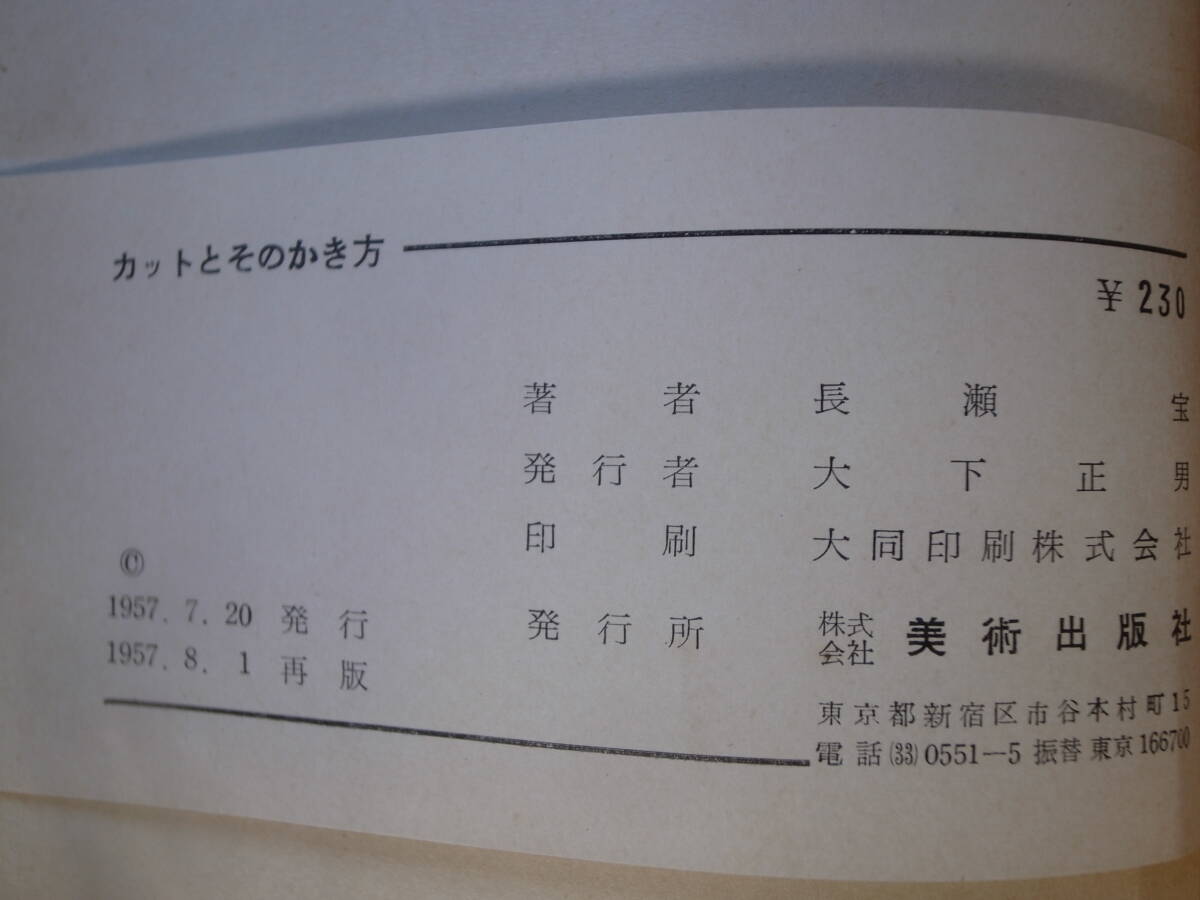 カットとそのかき方
¥230
著者 長瀬宝
発行者 大下正男
印刷 大同印刷株式会社
©
1957.7.20 発行
1957.8.1 再版
発行所 株式会社 美術出版社
東京都新宿区市谷本村町15
電話(33)0551—5 振替東京166700